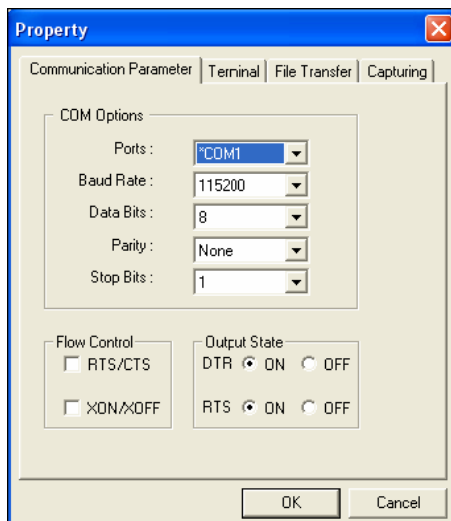 Property
Communication Parameter Terninal File Transfer Capturing
COM Options
Ports : *COM1
Baud Rate : 115200
Data Bits : 8
Parity : None
Stop Bits : 1
Flow Control
RTS/CTS
XON/XOFF
Output State
DTR ON OFF
RTS ON OFF
OK Cancel